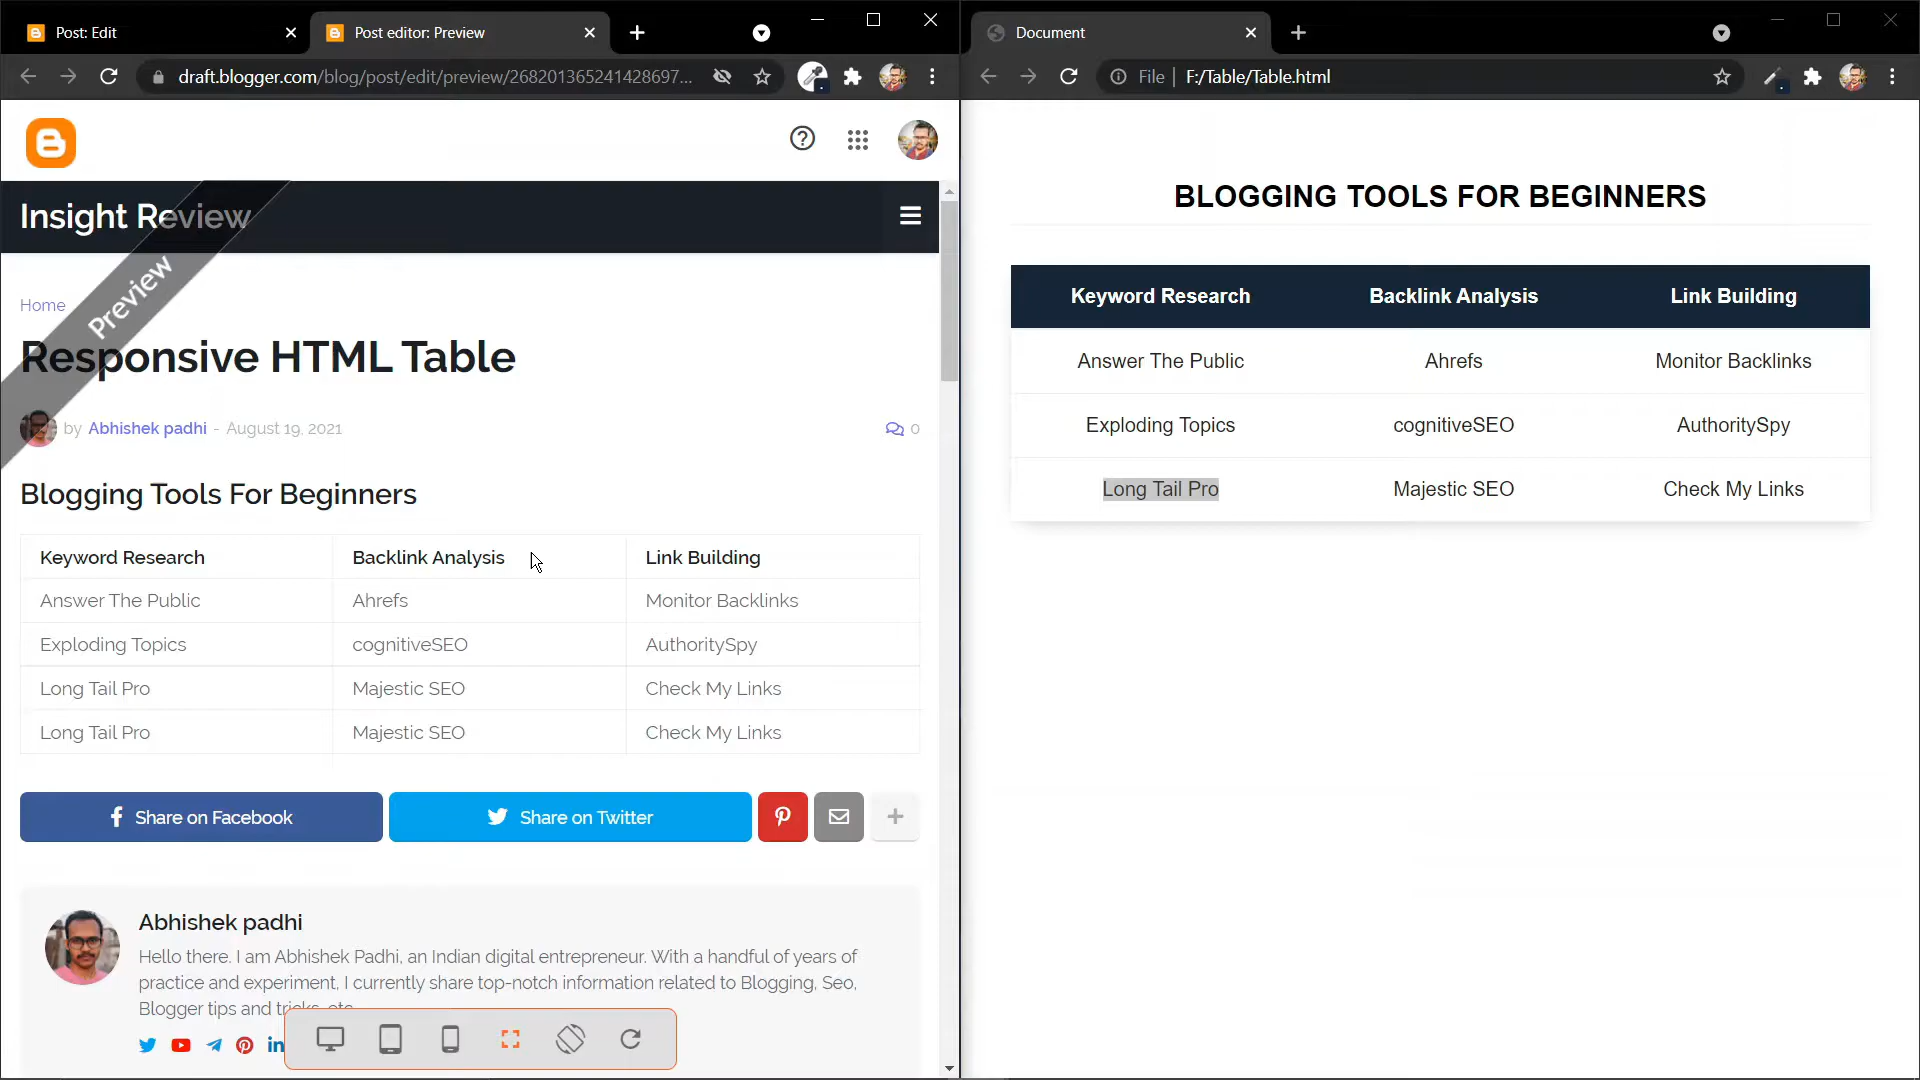 Post: Edit
Post editor: Preview
draft.blogger.com/blog/post/edit/preview/268201365241428697...
Insight Review
Preview
Home
Responsive HTML Table
by Abhishek padhi - August 19, 2021
0
Blogging Tools For Beginners
Keyword Research Backlink Analysis Link Building
Answer The Public Ahrefs Monitor Backlinks
Exploding Topics cognitiveSEO AuthoritySpy
Long Tail Pro Majestic SEO Check My Links
Long Tail Pro Majestic SEO Check My Links
Share on Facebook
Share on Twitter
Abhishek padhi
Hello there. I am Abhishek Padhi, an Indian digital entrepreneur. With a handful of years of
practice and experiment, I currently share top-notch information related to Blogging, Seo,
Blogger tips and tricks, etc.
Document
File | F:/Table/Table.html
BLOGGING TOOLS FOR BEGINNERS
Keyword Research Backlink Analysis Link Building
Answer The Public Ahrefs Monitor Backlinks
Exploding Topics cognitiveSEO AuthoritySpy
Long Tail Pro Majestic SEO Check My Links